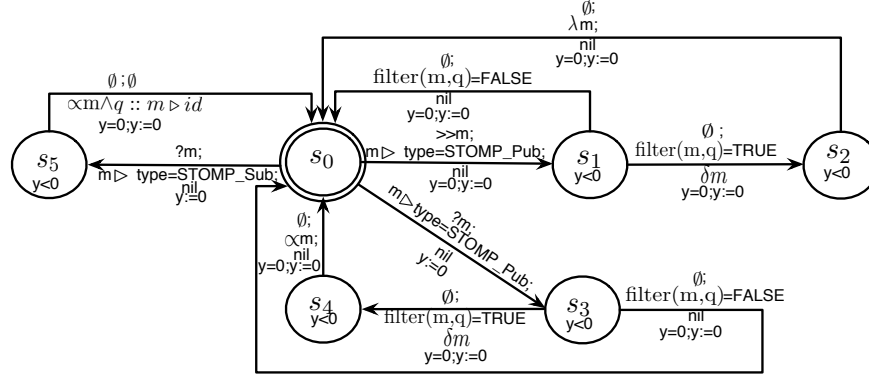 ∅;
λm;
nil
y=0;y:=0
∅;
filter(m,q)=FALSE
nil
y=0;y:=0
∅;∅
∝m∧q :: m ▷ id
y=0;y:=0
s5
y<0
?m;
m▷ type=STOMP_Sub;
nil
y:=0
s0
>>m;
m▷ type=STOMP_Pub;
nil
y=0;y:=0
s1
y<0
∅;
filter(m,q)=TRUE
δm
y=0;y:=0
s2
y<0
∅;
∝m;
nil
y=0;y:=0
?m;
m▷type=STOMP_Pub;
nil
y:=0
s4
y<0
∅;
filter(m,q)=TRUE
δm
y=0;y:=0
s3
y<0
∅;
filter(m,q)=FALSE
nil
y=0;y:=0